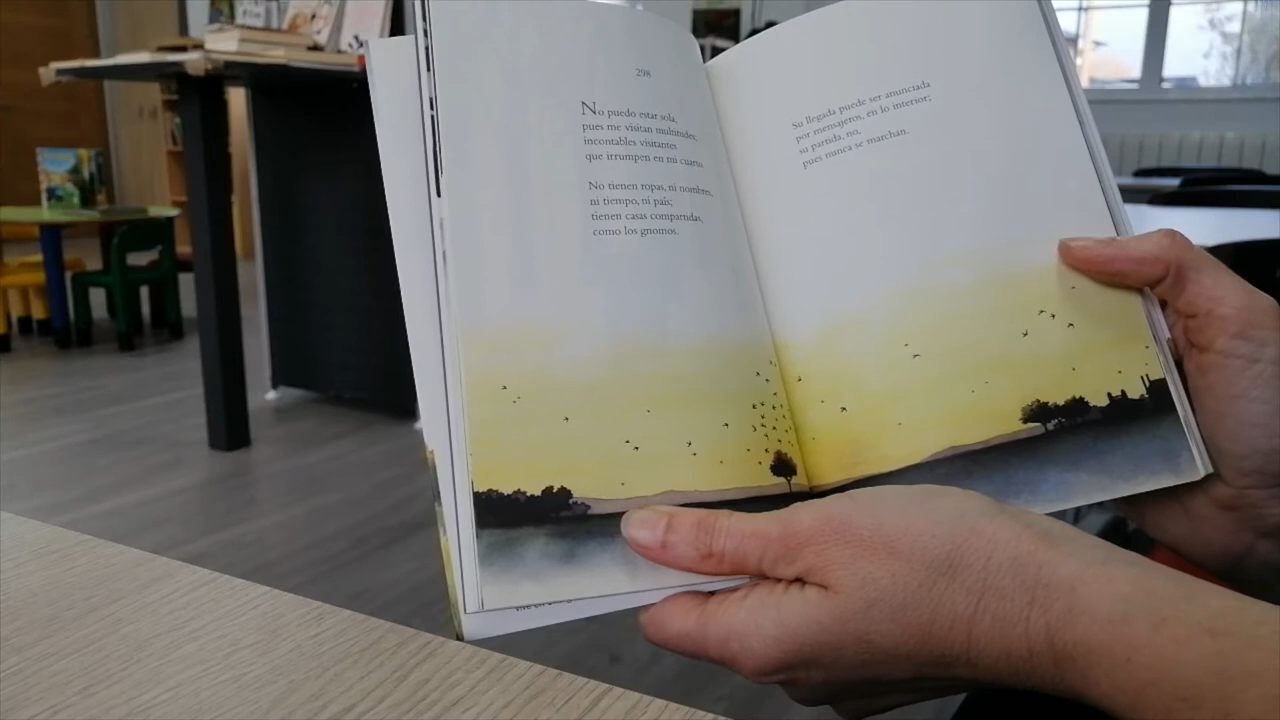 298
No puedo estar sola,
pues me visitan multitudes,
incontables visitantes
que irrumpen en mi cuarto.
No tienen ropas, ni nombres,
ni tiempo, ni país;
tienen casas compartidas,
como los gnomos.
Su llegada puede ser anunciada
por mensajeros, en lo interior;
su partida, no,
pues nunca se marchan.